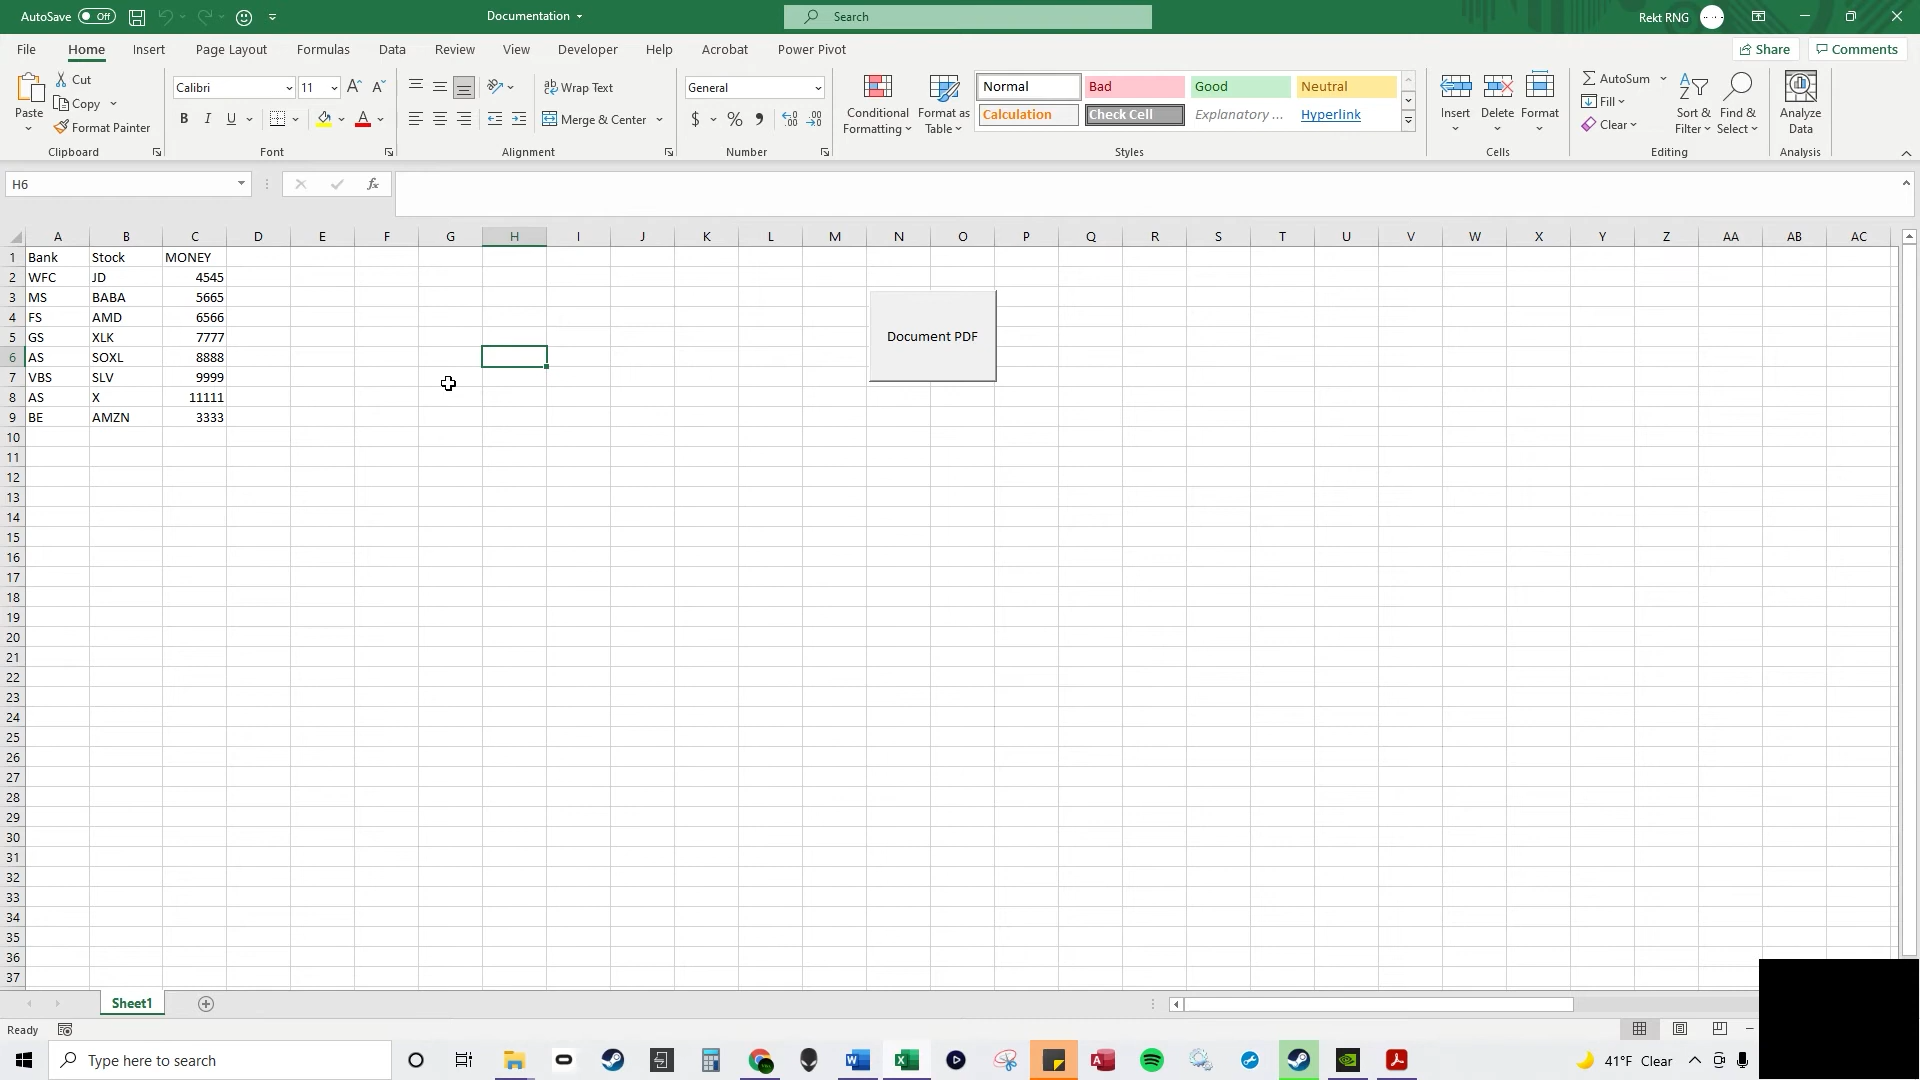 AutoSave Off Documentation Search Rekt RNG
File Home Insert Page Layout Formulas Data Review View Developer Help Acrobat Power Pivot Share Comments
Paste
Cut
Copy
Format Painter
Clipboard
Calibri 11
B I U
Font
Wrap Text
Merge & Center
Alignment
General
$ % 9
Number
Conditional
Formatting
Format as
Table
Normal Bad Good Neutral
Calculation Check Cell Explanatory ... Hyperlink
Styles
Insert Delete Format
Cells
AutoSum
Fill
Clear
Sort &
Filter
Find &
Select
Editing
Analyze
Data
Analysis
H6 fx
A B C D E F G H I J K L M N O P Q R S T U V W X Y Z AA AB AC
1 Bank Stock MONEY
2 WFC JD 4545
3 MS BABA 5665
4 FS AMD 6566
5 GS XLK 7777
6 AS SOXL 8888
7 VBS SLV 9999
8 AS X 11111
9 BE AMZN 3333
Document PDF
10
11
12
13
14
15
16
17
18
19
20
21
22
23
24
25
26
27
28
29
30
31
32
33
34
35
36
37
Sheet1
Ready
Type here to search
41°F Clear